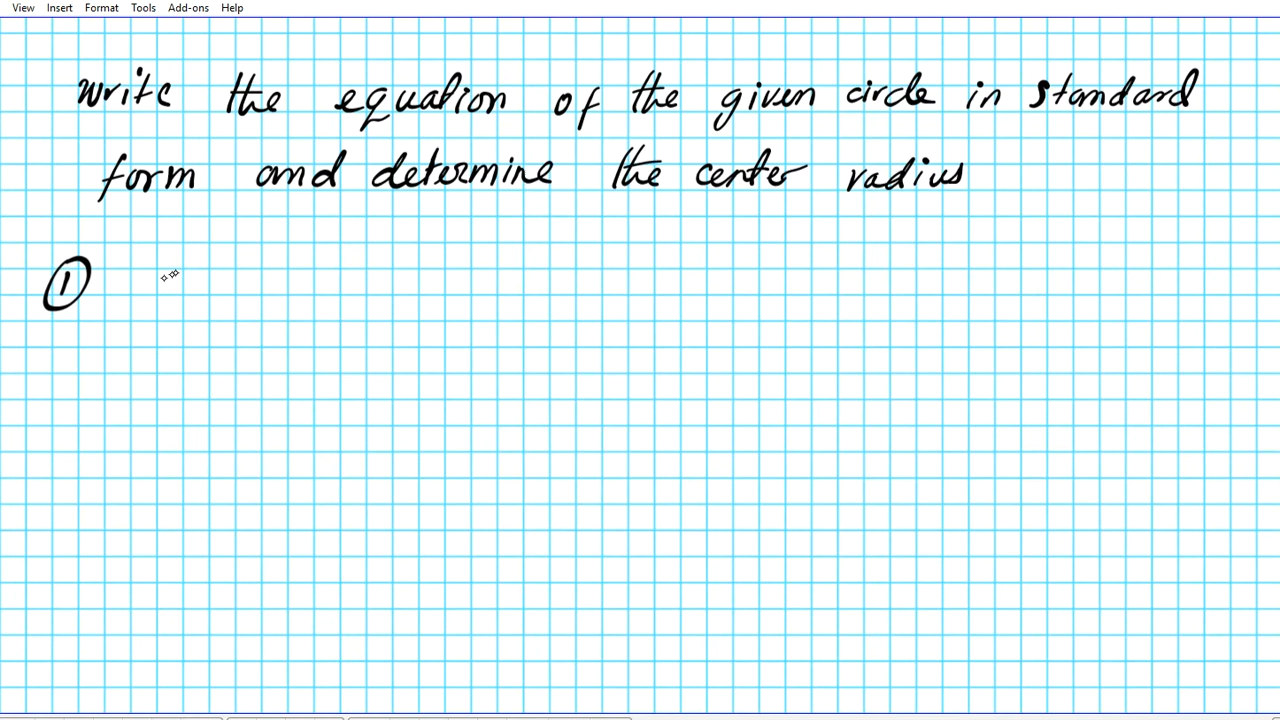 View Insert Format Tools Add-ons Help
write the equation of the given circle in standard
form and determine the center radius
①